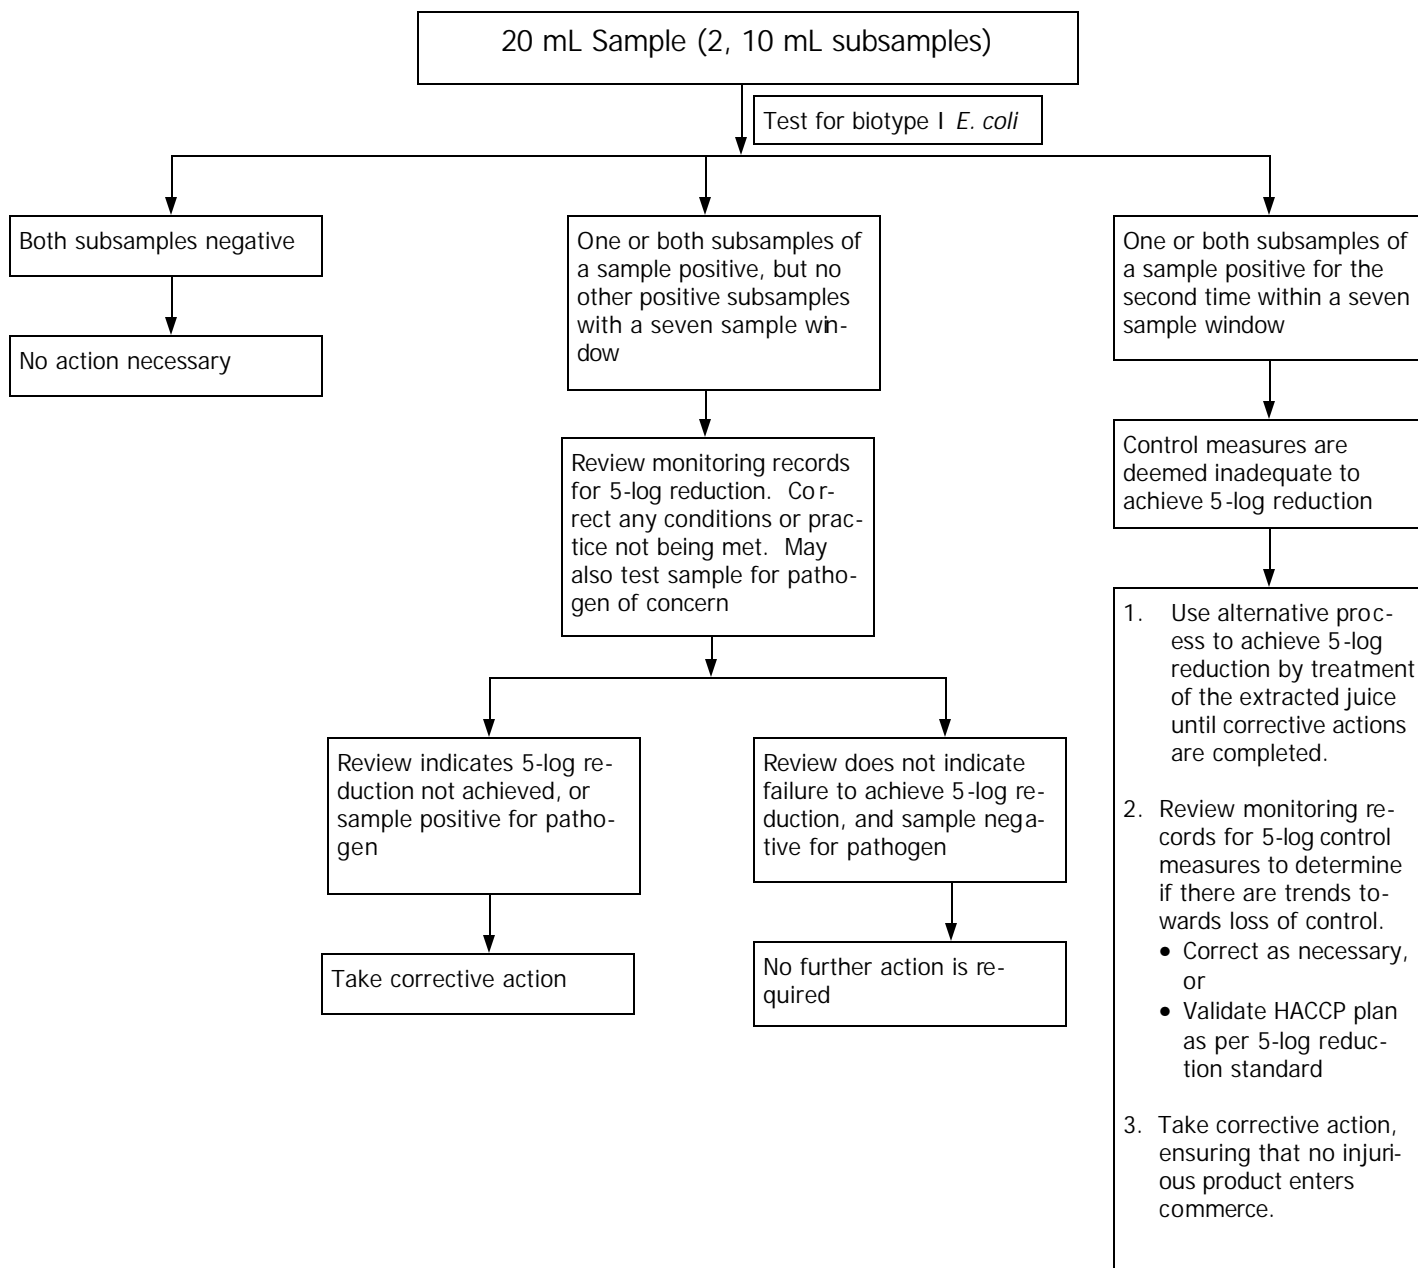 20 mL Sample (2, 10 mL subsamples)
Test for biotype I E. coli
Both subsamples negative
No action necessary
One or both subsamples of
a sample positive, but no
other positive subsamples
with a seven sample win-
dow
Review monitoring records
for 5-log reduction. Cor-
rect any conditions or prac-
tice not being met. May
also test sample for patho-
gen of concern
Review indicates 5-log re-
duction not achieved, or
sample positive for patho-
gen
Take corrective action
Review does not indicate
failure to achieve 5-log re-
duction, and sample nega-
tive for pathogen
No further action is re-
quired
One or both subsamples of
a sample positive for the
second time within a seven
sample window
Control measures are
deemed inadequate to
achieve 5-log reduction
1. Use alternative proc-
ess to achieve 5-log
reduction by treatment
of the extracted juice
until corrective actions
are completed.
2. Review monitoring re-
cords for 5-log control
measures to determine
if there are trends to-
wards loss of control.
• Correct as necessary,
or
• Validate HACCP plan
as per 5-log reduc-
tion standard
3. Take corrective action,
ensuring that no injuri-
ous product enters
commerce.